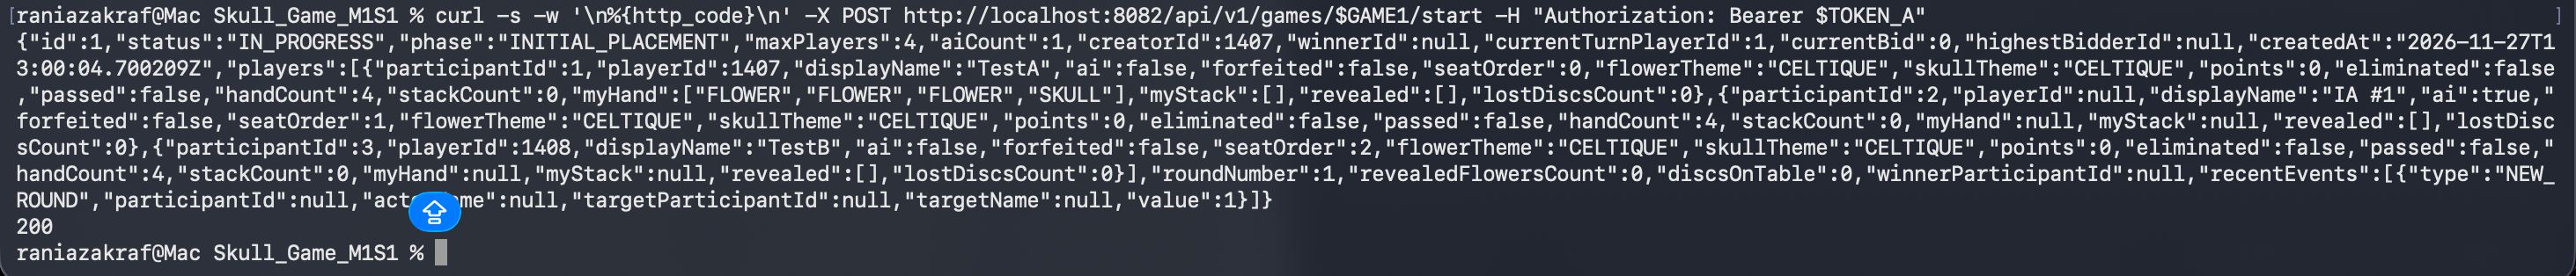 [raniazakraf@Mac Skull_Game_M1S1 % curl -s -w '\n%{http_code}\n' -X POST http://localhost:8082/api/v1/games/$GAME1/start -H "Authorization: Bearer $TOKEN_A" ]
{"id":1,"status":"IN_PROGRESS","phase":"INITIAL_PLACEMENT","maxPlayers":4,"aiCount":1,"creatorId":1407,"winnerId":null,"currentTurnPlayerId":1,"currentBid":0,"highestBidderId":null,"createdAt":"2026-11-27T1
3:00:04.700209Z","players":[{"participantId":1,"playerId":1407,"displayName":"TestA","ai":false,"forfeited":false,"seatOrder":0,"flowerTheme":"CELTIQUE","skullTheme":"CELTIQUE","points":0,"eliminated":false
,"passed":false,"handCount":4,"stackCount":0,"myHand":["FLOWER","FLOWER","FLOWER","SKULL"],"myStack":[],"revealed":[],"lostDiscsCount":0},{"participantId":2,"playerId":null,"displayName":"IA #1","ai":true,"
forfeited":false,"seatOrder":1,"flowerTheme":"CELTIQUE","skullTheme":"CELTIQUE","points":0,"eliminated":false,"passed":false,"handCount":4,"stackCount":0,"myHand":null,"myStack":null,"revealed":[],"lostDisc
sCount":0},{"participantId":3,"playerId":1408,"displayName":"TestB","ai":false,"forfeited":false,"seatOrder":2,"flowerTheme":"CELTIQUE","skullTheme":"CELTIQUE","points":0,"eliminated":false,"passed":false,"
handCount":4,"stackCount":0,"myHand":null,"myStack":null,"revealed":[],"lostDiscsCount":0}],"roundNumber":1,"revealedFlowersCount":0,"discsOnTable":0,"winnerParticipantId":null,"recentEvents":[{"type":"NEW_
ROUND","participantId":null,"act me":null,"targetParticipantId":null,"targetName":null,"value":1}]}
200
raniazakraf@Mac Skull_Game_M1S1 %